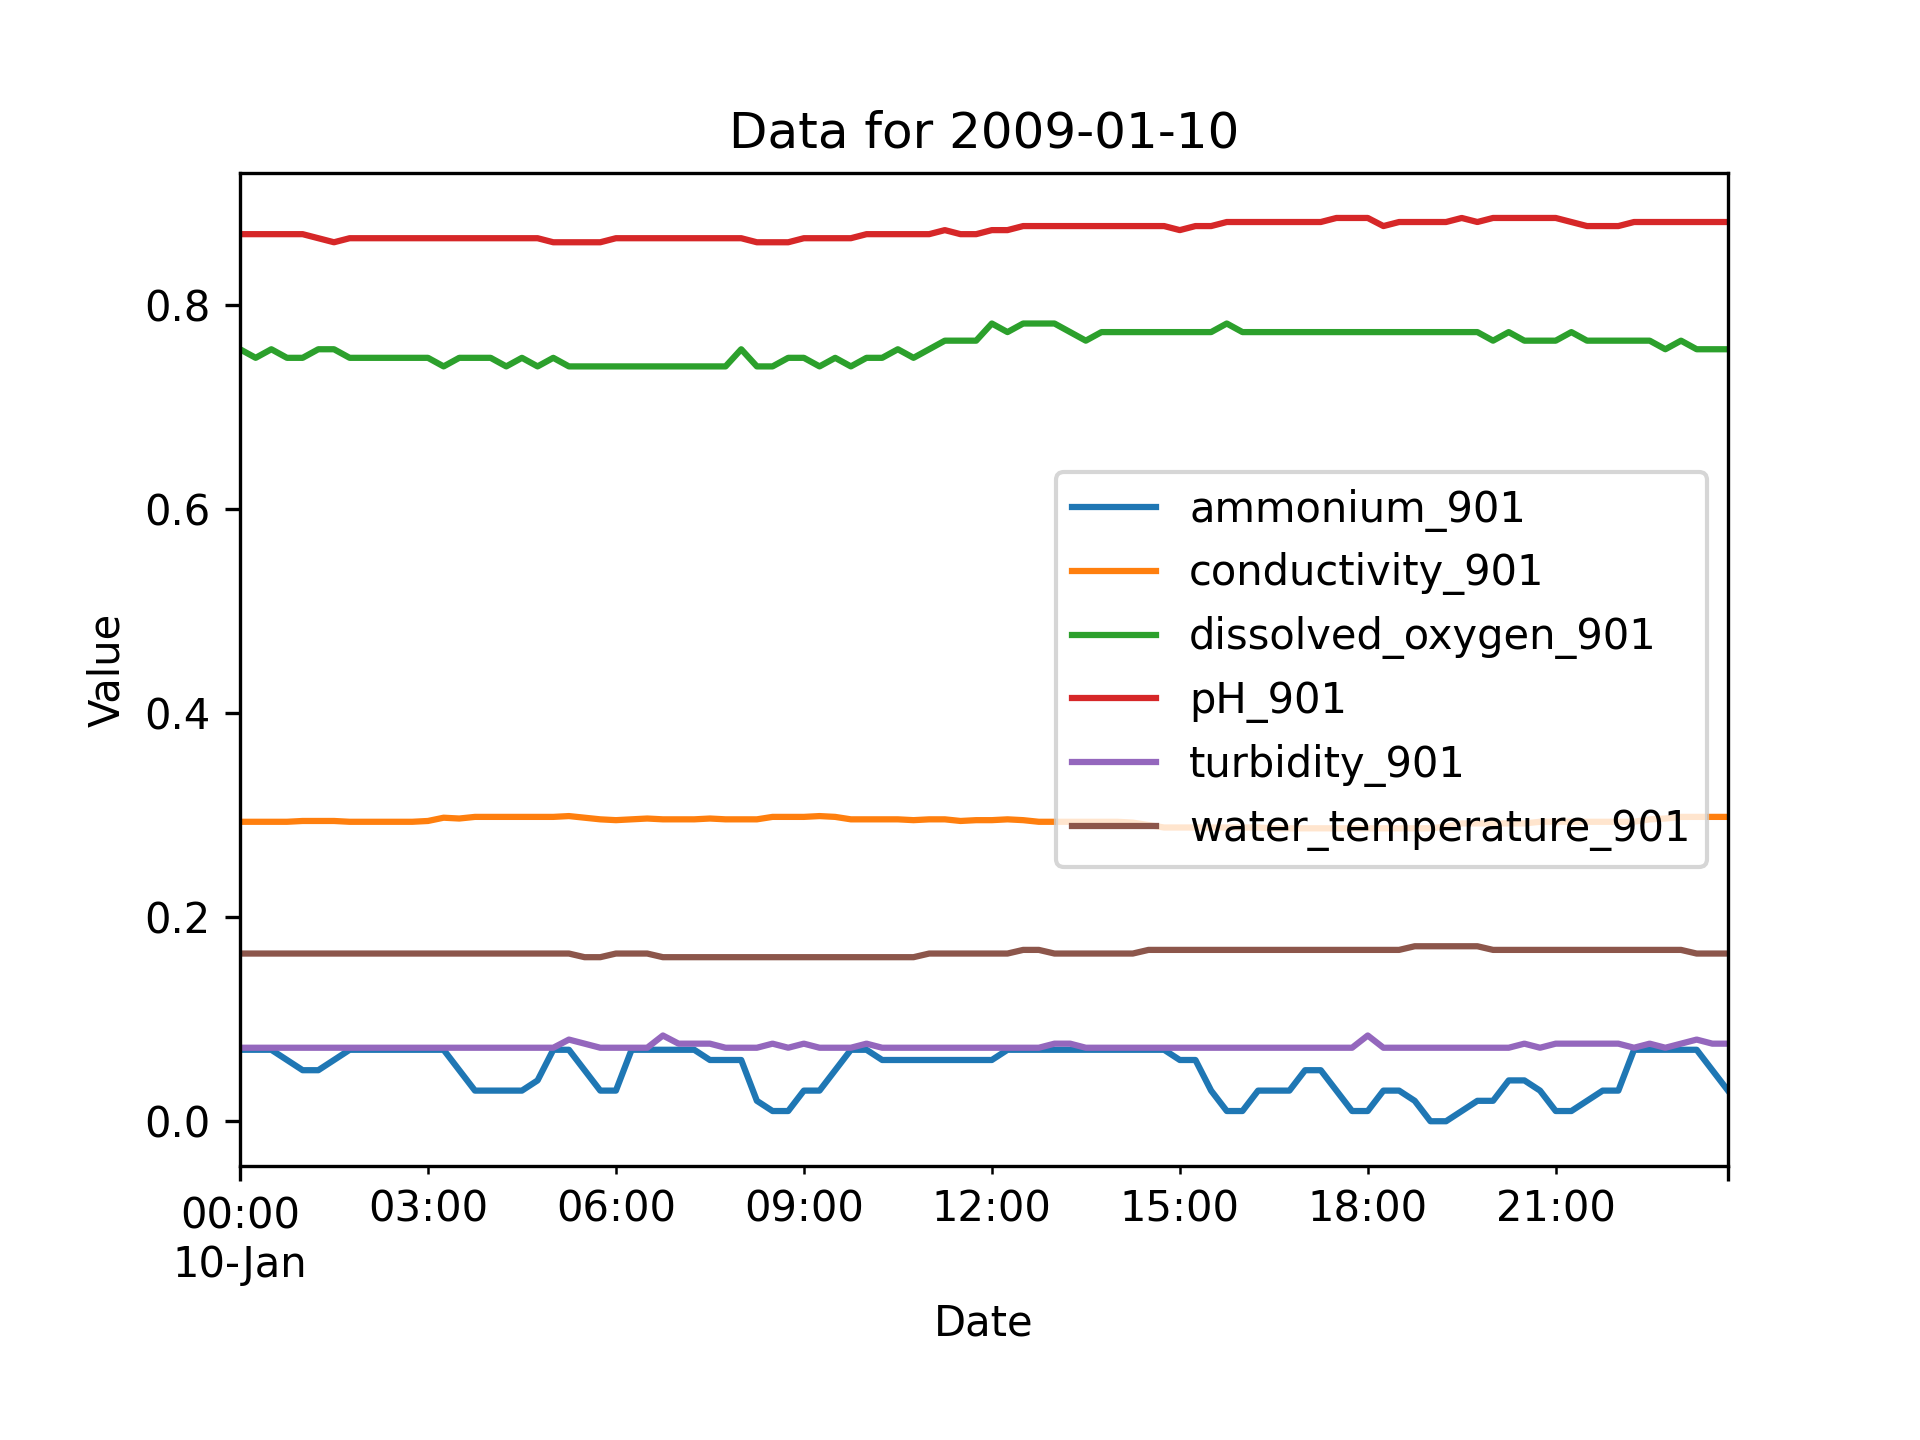 Data for 2009-01-10
Value
0.8
0.6
0.4
0.2
0.0
ammonium_901
conductivity_901
dissolved_oxygen_901
pH_901
turbidity_901
water_temperature_901
00:00 03:00 06:00 09:00 12:00 15:00 18:00 21:00
10-Jan
Date